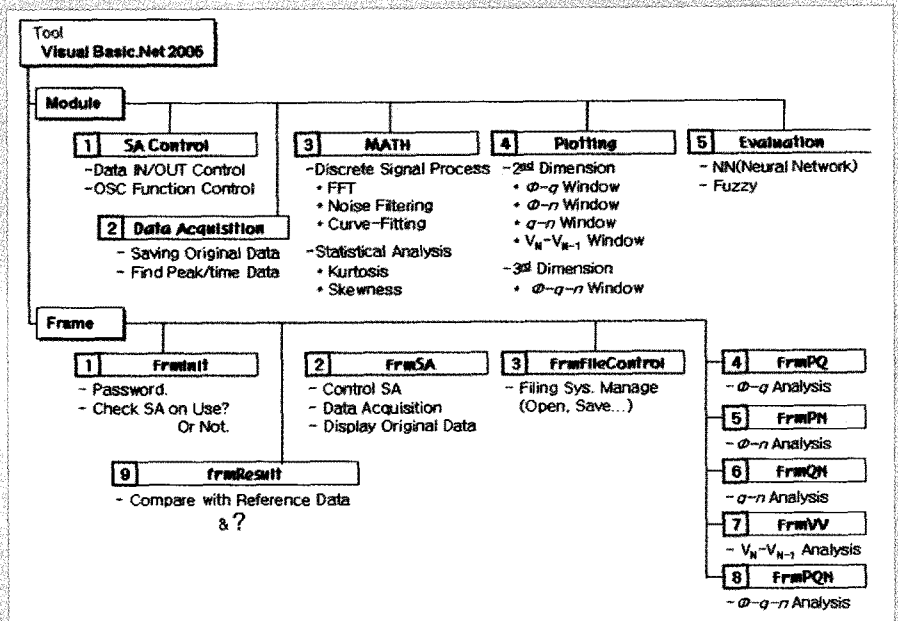 Tool
Visual Basic.Net 2005
Module
1 SA Control
-Data IN/OUT Control
-OSC Function Control
2 Data Acquisition
- Saving Original Data
- Find Peak/time Data
3 MATH
-Discrete Signal Process
• FFT
• Noise Filtering
• Curve-Fitting
-Statistical Analysis
• Kurtosis
• Skewness
4 Plotting
-2nd Dimension
• Φ-q Window
• Φ-n Window
• q-n Window
• VN-VN-1 Window
-3rd Dimension
• Φ-q-n Window
5 Evaluation
- NN(Neural Network)
- Fuzzy
Frame
1 FrmInit
- Password.
- Check SA on Use?
Or Not.
2 FrmSA
- Control SA
- Data Acquisition
- Display Original Data
3 FrmFileControl
- Filing Sys. Manage
(Open, Save...)
4 FrmPQ
- Φ-q Analysis
5 FrmPN
- Φ-n Analysis
6 FrmQN
- q-n Analysis
7 FrmVV
- VN-VN-1 Analysis
8 FrmPQN
- Φ-q-n Analysis
9 frmResult
- Compare with Reference Data
& ?